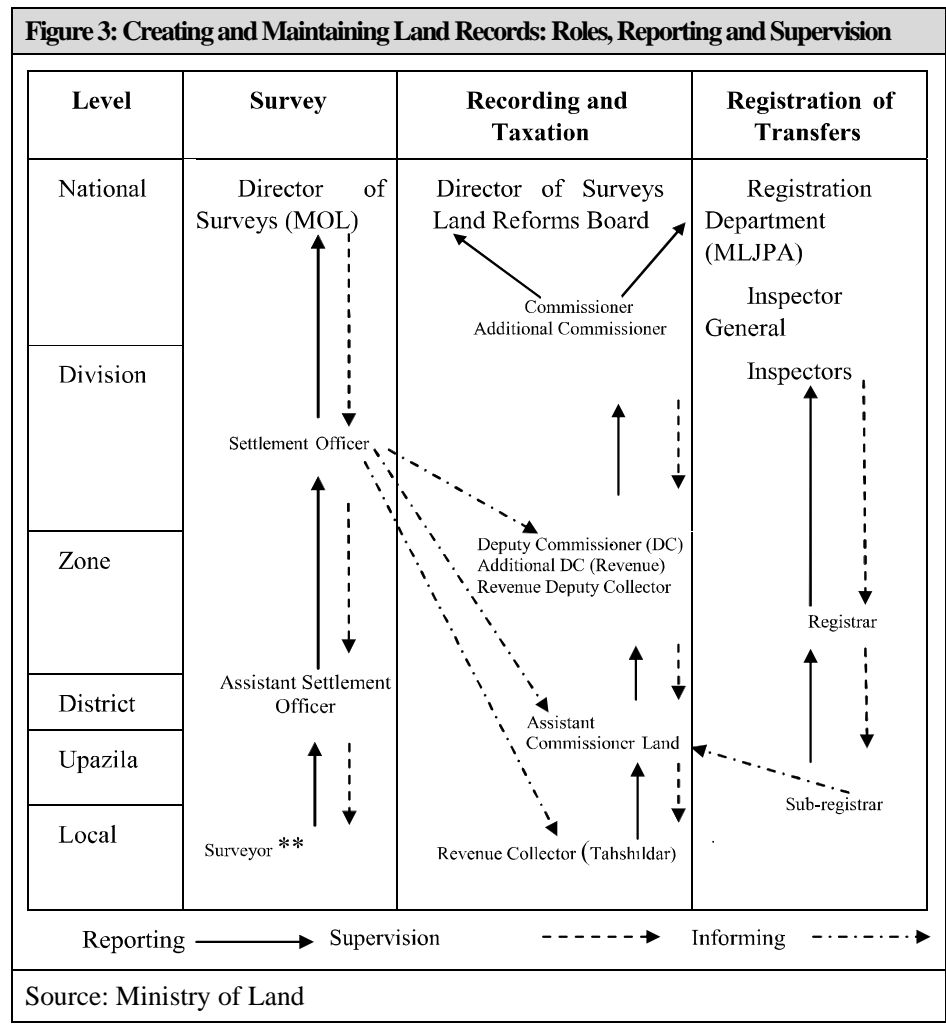 Figure 3: Creating and Maintaining Land Records: Roles, Reporting and Supervision
Level
Survey
Recording and
Taxation
Registration of
Transfers
National
Director of
Surveys (MOL)
Director of Surveys
Land Reforms Board
Registration
Department
(MLJPA)
Commissioner
Additional Commissioner
Inspector
General
Division
Inspectors
Settlement Officer
Zone
Deputy Commissioner (DC)
Additional DC (Revenue)
Revenue Deputy Collector
Registrar
District
Assistant Settlement
Officer
Upazila
Assistant
Commissioner Land
Sub-registrar
Local
Surveyor **
Revenue Collector (Tahshildar)
Reporting
Supervision
Informing
Source: Ministry of Land